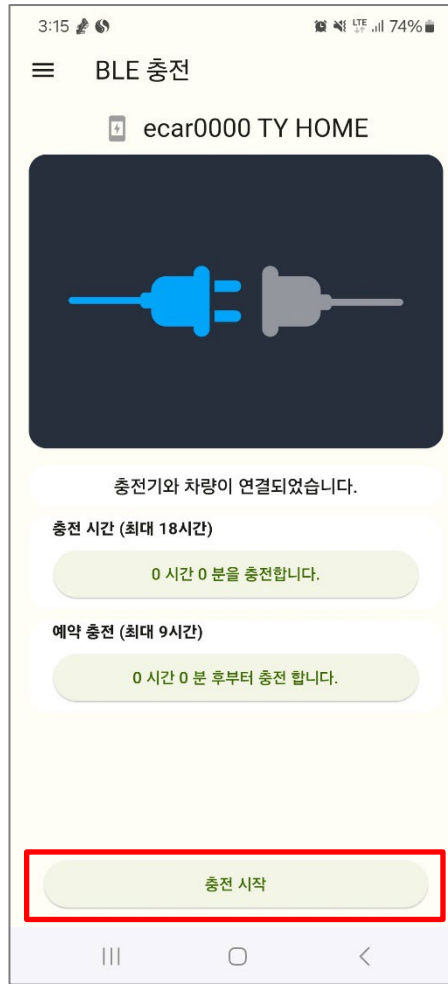 3:15 LTE 74%
BLE 충전
ecar0000 TY HOME
충전기와 차량이 연결되었습니다.
충전 시간 (최대 18시간)
0 시간 0 분을 충전합니다.
예약 충전 (최대 9시간)
0 시간 0 분 후부터 충전 합니다.
충전 시작